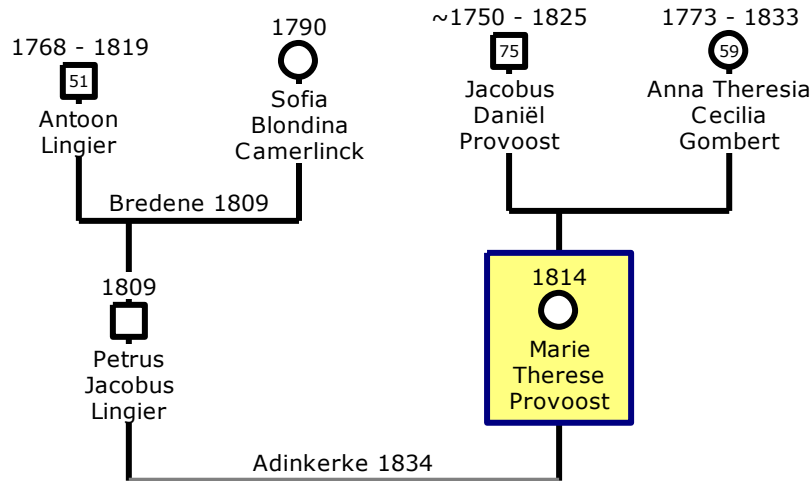 1768 - 1819
51
Antoon
Lingier
1790
Sofia
Blondina
Camerlinck
~1750 - 1825
75
Jacobus
Daniël
Provoost
1773 - 1833
59
Anna Theresia
Cecilia
Gombert
Bredene 1809
1809
Petrus
Jacobus
Lingier
1814
Marie
Therese
Provoost
Adinkerke 1834